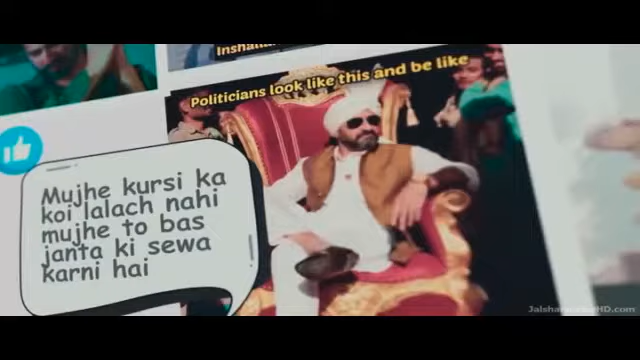 Politicians look like this and be like
Mujhe kursi ka
koi lalach nahi
mujhe to bas
janta ki sewa
karni hai